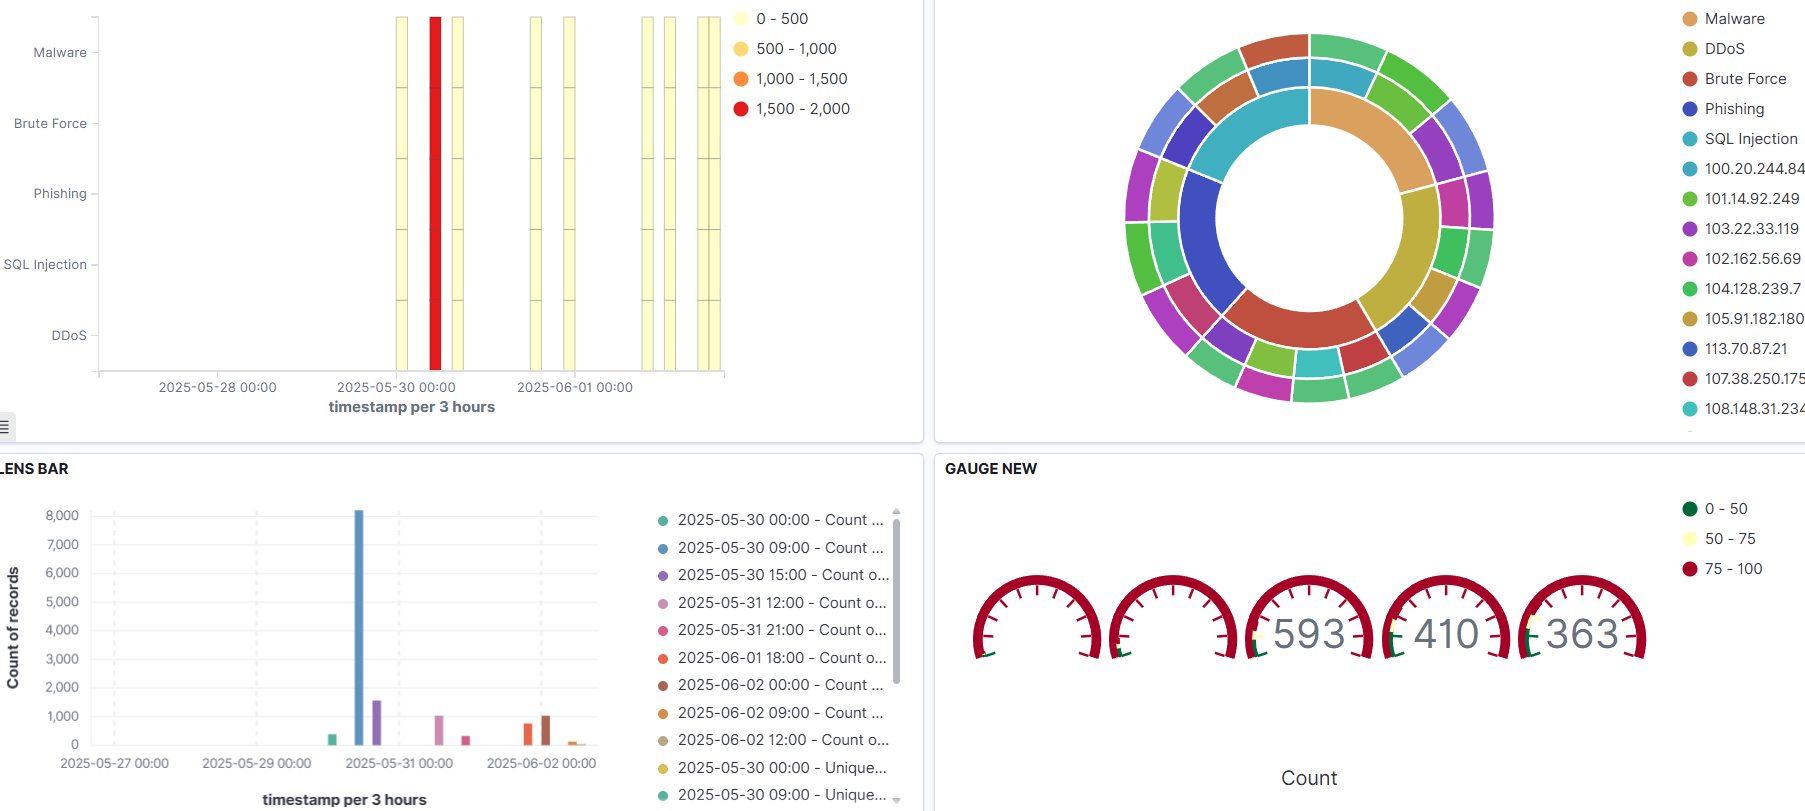 Malware
Brute Force
Phishing
SQL Injection
DDoS
2025-05-28 00:00
2025-05-30 00:00
2025-06-01 00:00
timestamp per 3 hours
0 - 500
500 - 1,000
1,000 - 1,500
1,500 - 2,000
Malware
DDoS
Brute Force
Phishing
SQL Injection
100.20.244.84
101.14.92.249
103.22.33.119
102.162.56.69
104.128.239.7
105.91.182.180
113.70.87.21
107.38.250.175
108.148.31.234
LENS BAR
Count of records
8,000
7,000
6,000
5,000
4,000
3,000
2,000
1,000
0
2025-05-27 00:00
2025-05-29 00:00
2025-05-31 00:00
2025-06-02 00:00
timestamp per 3 hours
2025-05-30 00:00 - Count ...
2025-05-30 09:00 - Count ...
2025-05-30 15:00 - Count o...
2025-05-31 12:00 - Count o...
2025-05-31 21:00 - Count o...
2025-06-01 18:00 - Count o...
2025-06-02 00:00 - Count ...
2025-06-02 09:00 - Count ...
2025-06-02 12:00 - Count o...
2025-05-30 00:00 - Unique...
2025-05-30 09:00 - Unique...
GAUGE NEW
0 - 50
50 - 75
75 - 100
593
410
363
Count